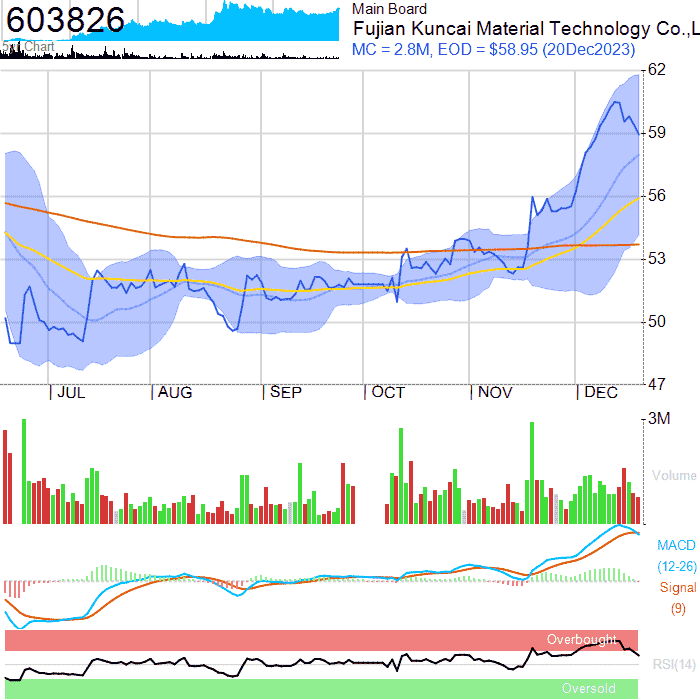 603826
5yr Chart
Main Board
Fujian Kuncai Material Technology Co.,L
MC = 2.8M, EOD = $58.95 (20Dec2023)
62
59
56
53
50
47
JUL AUG SEP OCT NOV DEC
3M
Volume
MACD
(12-26)
Signal
(9)
Overbought
RSI(14)
Oversold